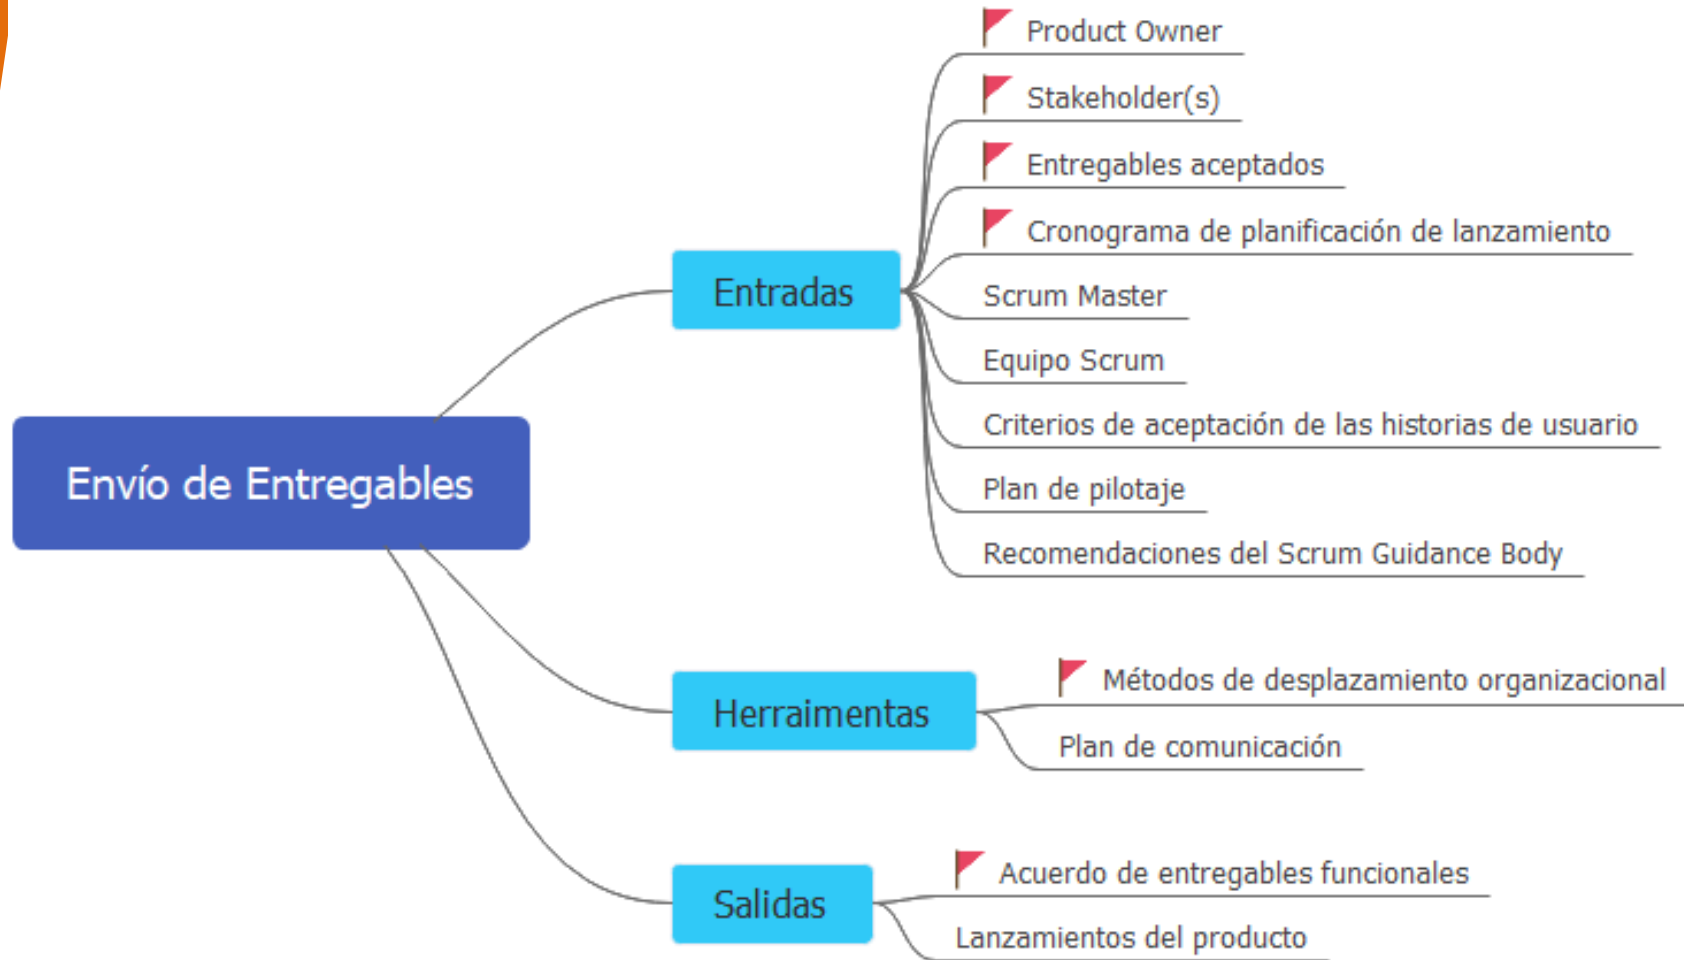 Envío de Entregables
Entradas
Product Owner
Stakeholder(s)
Entregables aceptados
Cronograma de planificación de lanzamiento
Scrum Master
Equipo Scrum
Criterios de aceptación de las historias de usuario
Plan de pilotaje
Recomendaciones del Scrum Guidance Body
Herraimentas
Métodos de desplazamiento organizacional
Plan de comunicación
Salidas
Acuerdo de entregables funcionales
Lanzamientos del producto